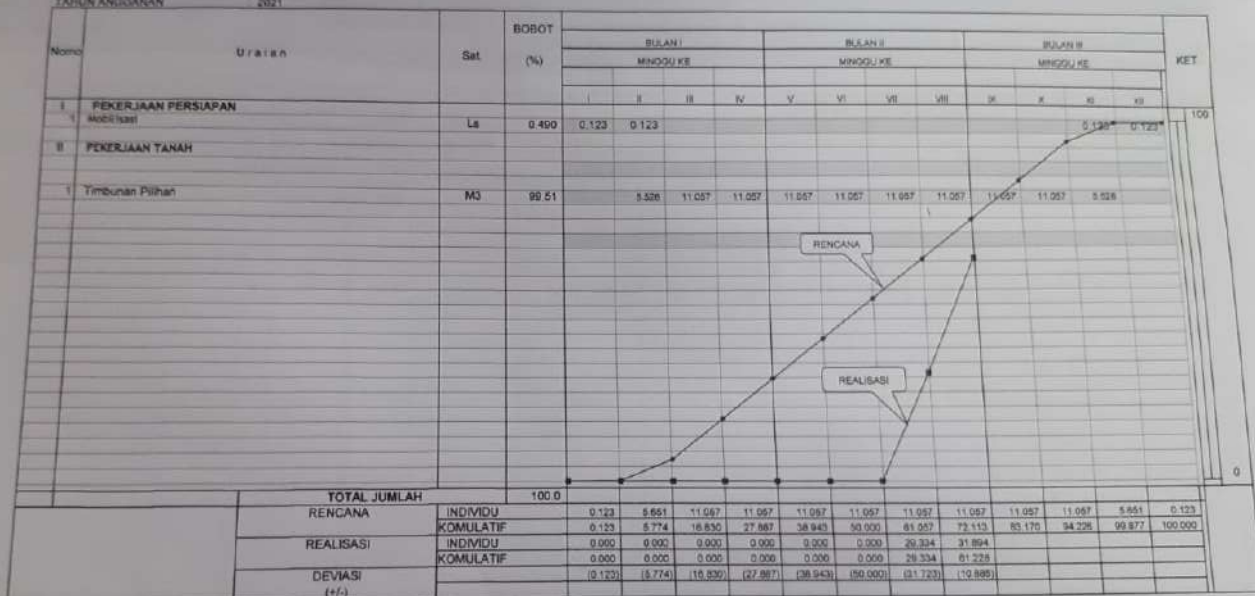 TAHUN ANGGARAN 2021
Nomo Uraian Sat. BOBOT (%) BULAN I BULAN II BULAN III KET
MINGGU KE MINGGU KE MINGGU KE
I II III IV V VI VII VIII IX X XI XII
I PEKERJAAN PERSIAPAN
1 Mobilisasi Ls 0.490 0.123 0.123 0.123 0.123 100
II PEKERJAAN TANAH
1 Timbunan Pilihan M3 99.51 5.528 11.057 11.057 11.057 11.057 11.057 11.057 11.057 11.057 5.528
RENCANA
REALISASI
0
TOTAL JUMLAH 100.0
RENCANA INDIVIDU 0.123 5.651 11.057 11.057 11.057 11.057 11.057 11.057 11.057 11.057 5.651 0.123
KOMULATIF 0.123 5.774 16.830 27.887 38.943 50.000 61.057 72.113 83.170 94.226 99.877 100.000
REALISASI INDIVIDU 0.000 0.000 0.000 0.000 0.000 0.000 29.334 31.894
KOMULATIF 0.000 0.000 0.000 0.000 0.000 0.000 29.334 61.228
DEVIASI (0.123) (5.774) (16.830) (27.887) (38.943) (50.000) (31.723) (10.885)
(+/-)